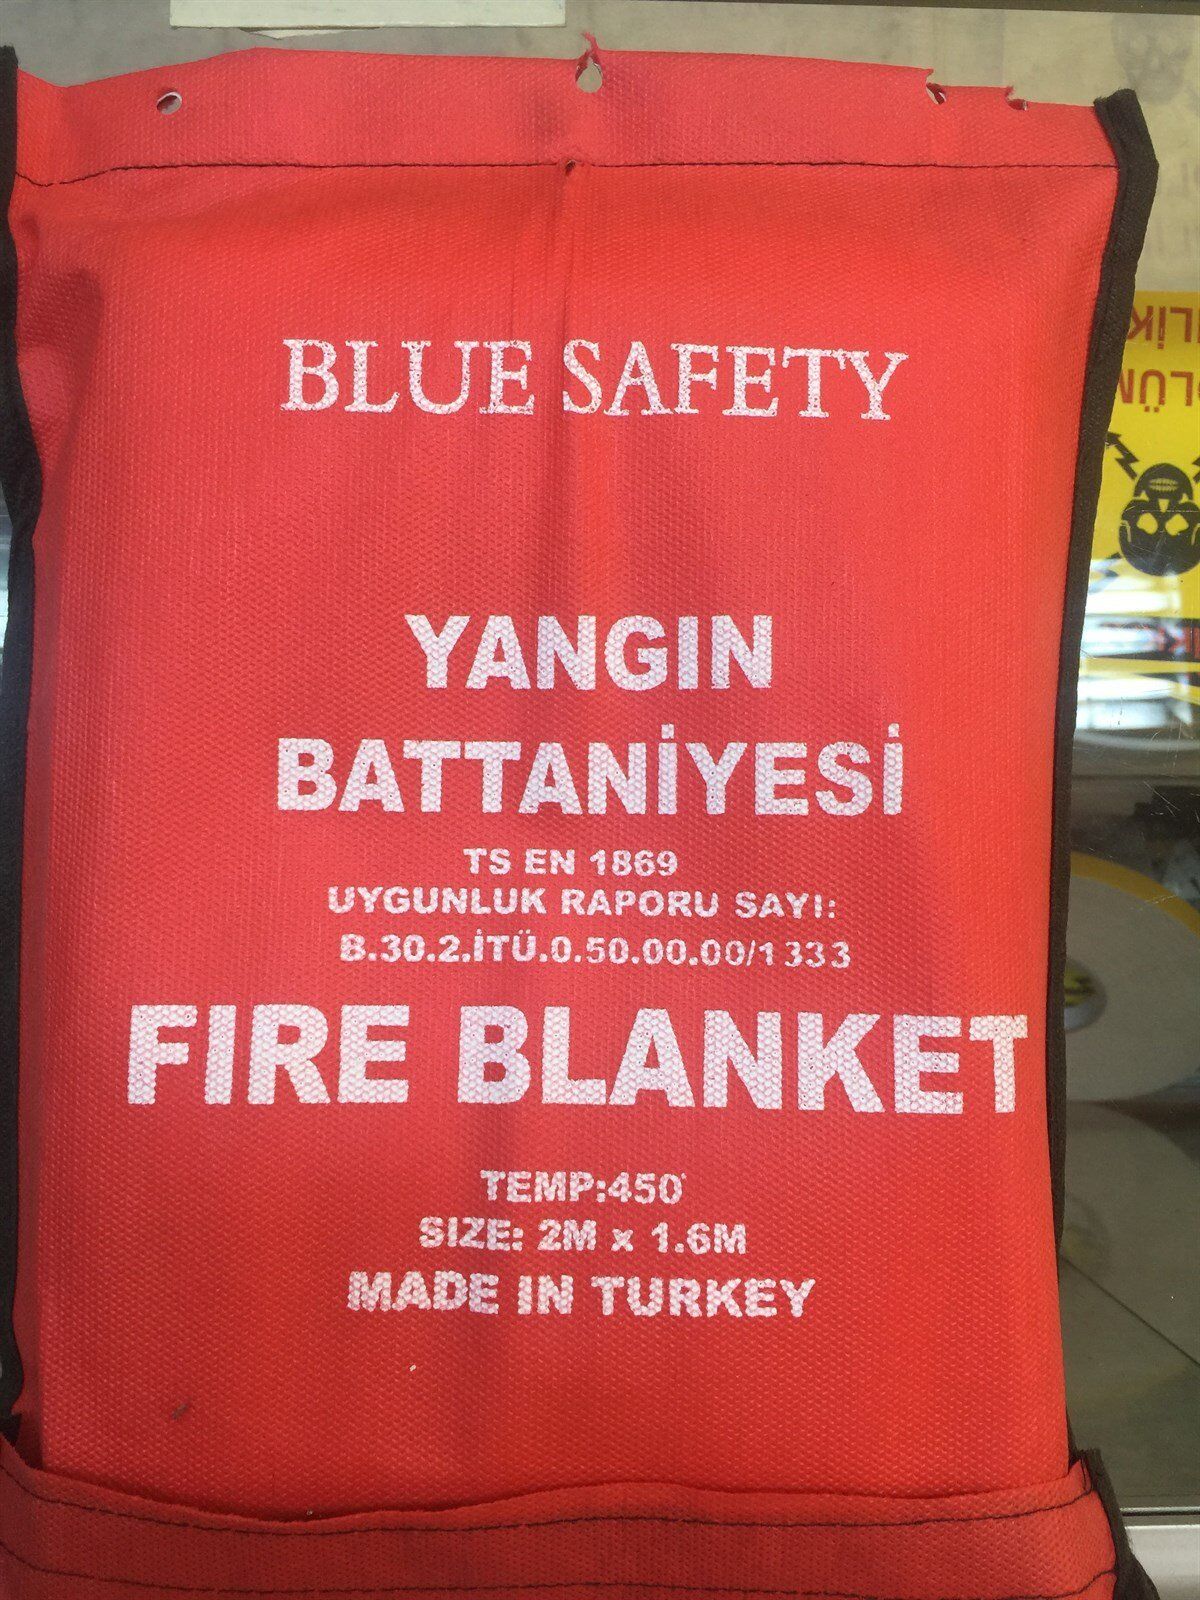 BLUE SAFETY
YANGIN
BATTANİYESİ
TS EN 1869
UYGUNLUK RAPORU SAYI:
B.30.2.İTÜ.0.50.00.00/1333
FIRE BLANKET
TEMP:450°
SIZE: 2M x 1.6M
MADE IN TURKEY